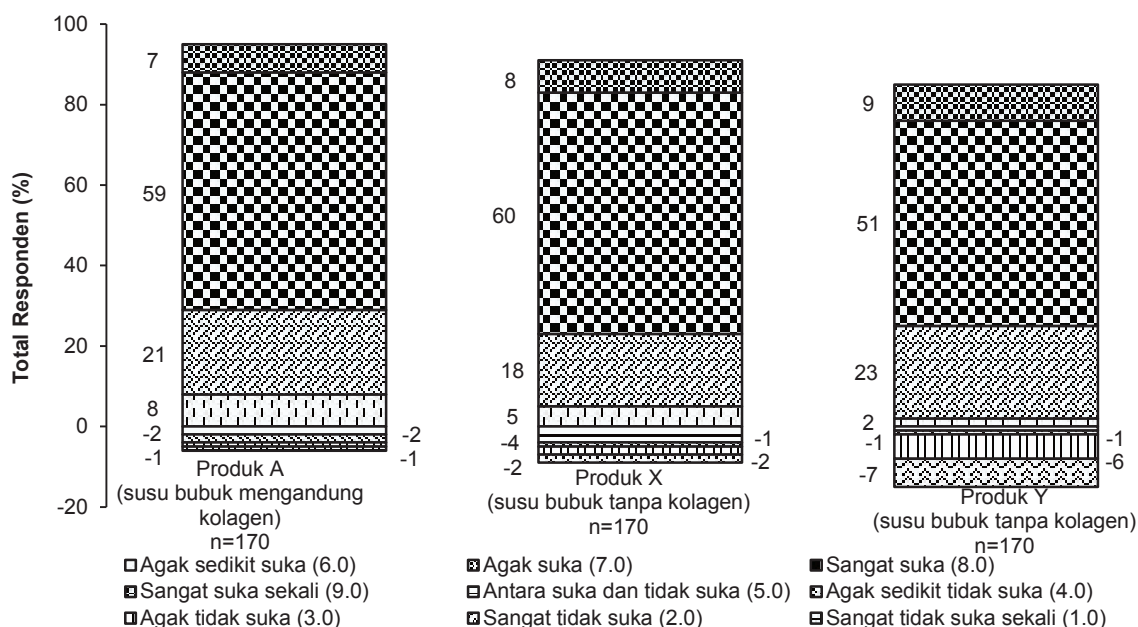 Total Responden (%)
100
80
60
40
20
0
-20
7
59
21
8
-2
-1
-2
-1
Produk A
(susu bubuk mengandung
kolagen)
n=170
8
60
18
5
-4
-2
-1
-2
Produk X
(susu bubuk tanpa kolagen)
n=170
9
51
23
2
-1
-7
-1
-6
Produk Y
(susu bubuk tanpa kolagen)
n=170
Agak sedikit suka (6.0)
Agak suka (7.0)
Sangat suka (8.0)
Sangat suka sekali (9.0)
Antara suka dan tidak suka (5.0)
Agak sedikit tidak suka (4.0)
Agak tidak suka (3.0)
Sangat tidak suka (2.0)
Sangat tidak suka sekali (1.0)